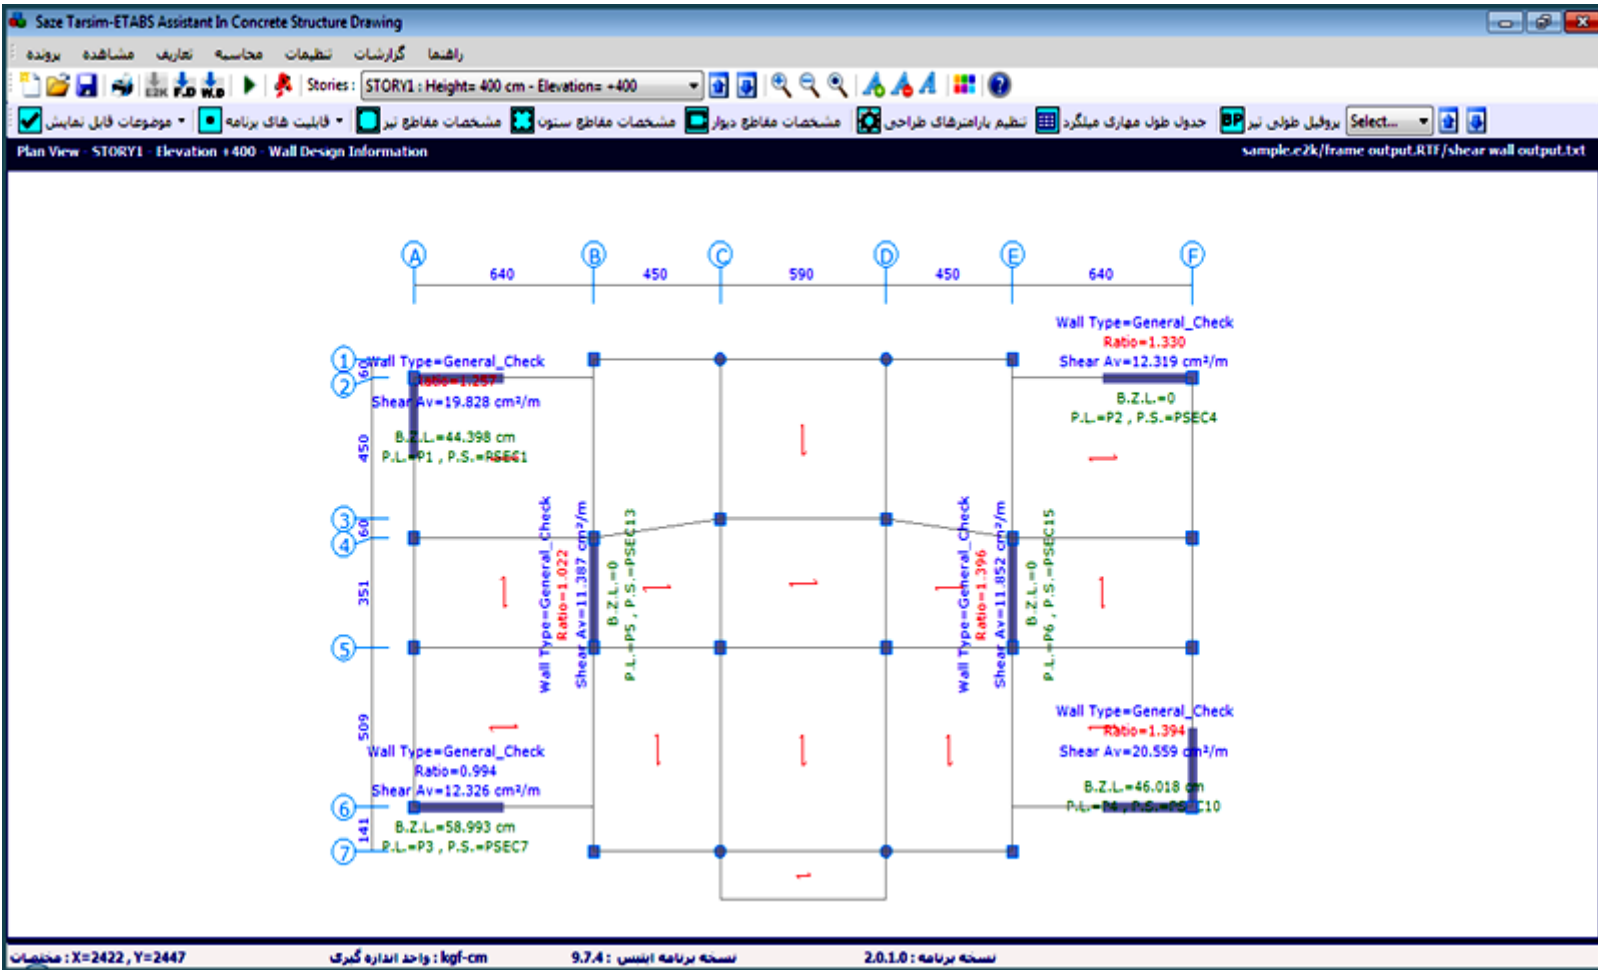 Saze Tarsim-ETABS Assistant In Concrete Structure Drawing
پرونده مشاهده تعاریف محاسبه تنظیمات گزارشات راهنما
E2K F.D W.D Stories : STORY1 : Height= 400 cm - Elevation= +400
موضوعات قابل نمایش قابلیت های برنامه مشخصات مقاطع تیر مشخصات مقاطع ستون مشخصات مقاطع دیوار تنظیم پارامترهای طراحی جدول طول مهاری میلگرد BP پروفیل طولی تیر Select...
Plan View - STORY1 - Elevation +400 - Wall Design Information
sample.e2k/frame output.RTF/shear wall output.txt
A B C D E F
640 450 590 450 640
1
2
3
4
5
6
7
60
450
60
351
509
141
Wall Type=General_Check
Ratio=1.257
Shear Av=19.828 cm²/m
B.Z.L.=44.398 cm
P.L.=P1 , P.S.=PSEC1
Wall Type=General_Check
Ratio=1.330
Shear Av=12.319 cm²/m
B.Z.L.=0
P.L.=P2 , P.S.=PSEC4
Wall Type=General_Check
Ratio=1.022
Shear Av=11.387 cm²/m
B.Z.L.=0
P.L.=P5 , P.S.=PSEC13
Wall Type=General_Check
Ratio=1.396
Shear Av=11.852 cm²/m
B.Z.L.=0
P.L.=P6 , P.S.=PSEC15
Wall Type=General_Check
Ratio=0.994
Shear Av=12.326 cm²/m
B.Z.L.=58.993 cm
P.L.=P3 , P.S.=PSEC7
Wall Type=General_Check
Ratio=1.394
Shear Av=20.559 cm²/m
B.Z.L.=46.018 cm
P.L.=P4 , P.S.=PSEC10
مختصات : X=2422 , Y=2447
واحد اندازه گیری : kgf-cm
نسخه برنامه ایتبس : 9.7.4
نسخه برنامه : 2.0.1.0